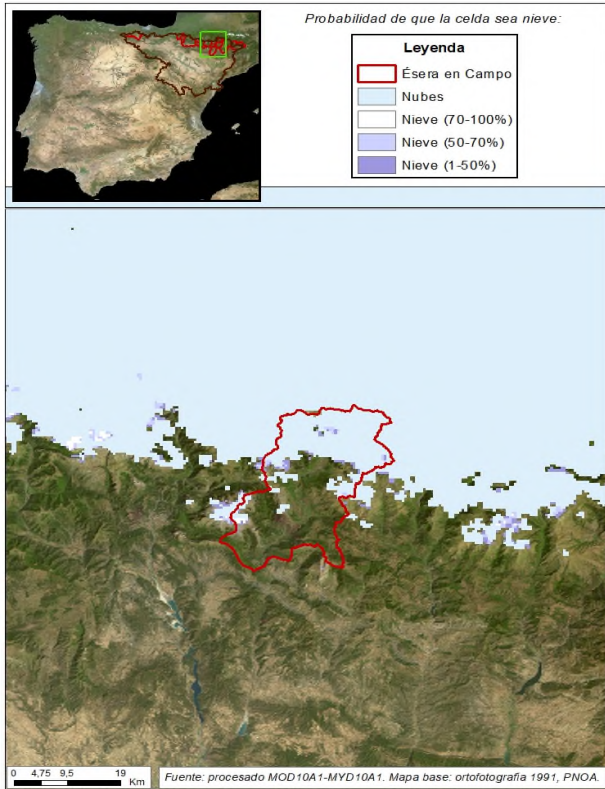 Probabilidad de que la celda sea nieve:
Leyenda
Ésera en Campo
Nubes
Nieve (70-100%)
Nieve (50-70%)
Nieve (1-50%)
0 4,75 9,5 19
Km
Fuente: procesado MOD10A1-MYD10A1. Mapa base: ortofotografía 1991, PNOA.